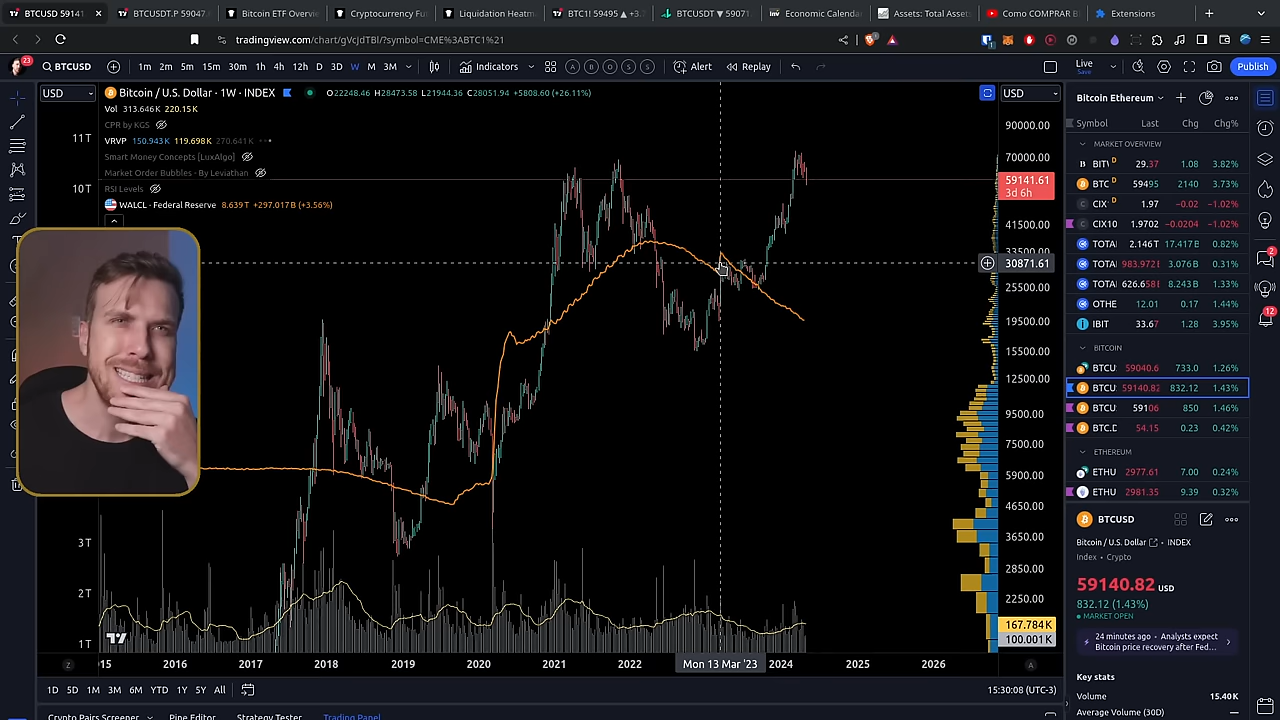 BTCUSD 59141
BTCUSDT.P 59047
Bitcoin ETF Overvie
Cryptocurrency Fu
Liquidation Heatm
BTC1! 59495 ▲ +3.7
BTCUSDT ▼ 59071
Economic Calenda
Assets: Total Asset
Como COMPRAR B
Extensions
tradingview.com/chart/gVcjdTBl/?symbol=CME%3ABTC1%21
23
BTCUSD
1m 2m 5m 15m 30m 1h 4h 12h D 3D W M 3M
Indicators
A B D S S
Alert
Replay
Live
Save
Publish
USD
Bitcoin / U.S. Dollar · 1W · INDEX
O22248.46 H28473.58 L21944.36 C28051.94 +5808.60 (+26.11%)
Vol 313.646K 220.15K
CPR by KGS
VRVP 150.943K 119.698K 270.641K
Smart Money Concepts [LuxAlgo]
Market Order Bubbles - By Leviathan
RSI Levels
WALCL · Federal Reserve 8.639T +297.017B (+3.56%)
11T
10T
3T
2T
1T
USD
90000.00
70000.00
59141.61
3d 6h
41500.00
33500.00
30871.61
25500.00
19500.00
15500.00
12500.00
9500.00
7500.00
5900.00
4650.00
3650.00
2850.00
2250.00
167.784K
100.001K
Z
'15
2016
2017
2018
2019
2020
2021
2022
Mon 13 Mar '23
2024
2025
2026
A
1D 5D 1M 3M 6M YTD 1Y 5Y All
15:30:08 (UTC-3)
Crypto Pairs Screener
Pine Editor
Strategy Tester
Trading Panel
Bitcoin Ethereum
Symbol Last Chg Chg%
MARKET OVERVIEW
D 29.37 1.08 3.82%
BTC D 59495 2140 3.73%
CIX D 1.97 −0.02 −1.02%
CIX10 1.9702 −0.0204 −1.02%
TOTA 2.146T 17.417B 0.82%
TOTA 983.972B 3.076B 0.31%
TOTA 626.658B 8.243B 1.33%
OTHE 12.01 0.17 1.44%
IBIT 33.67 1.28 3.95%
BITCOIN
BTCU 59040.6 733.0 1.26%
BTCU 59140.82 832.12 1.43%
BTCU 59106 850 1.46%
BTC.D 54.15 0.23 0.42%
ETHEREUM
ETHU 2977.61 7.00 0.24%
ETHU 2981.35 9.39 0.32%
BTCUSD
Bitcoin / U.S. Dollar · INDEX
Index · Crypto
59140.82 USD
832.12 (1.43%)
MARKET OPEN
24 minutes ago · Analysts expect
Bitcoin price recovery after Fed...
Key stats
Volume 15.40K
Average Volume (30D) —
2
12